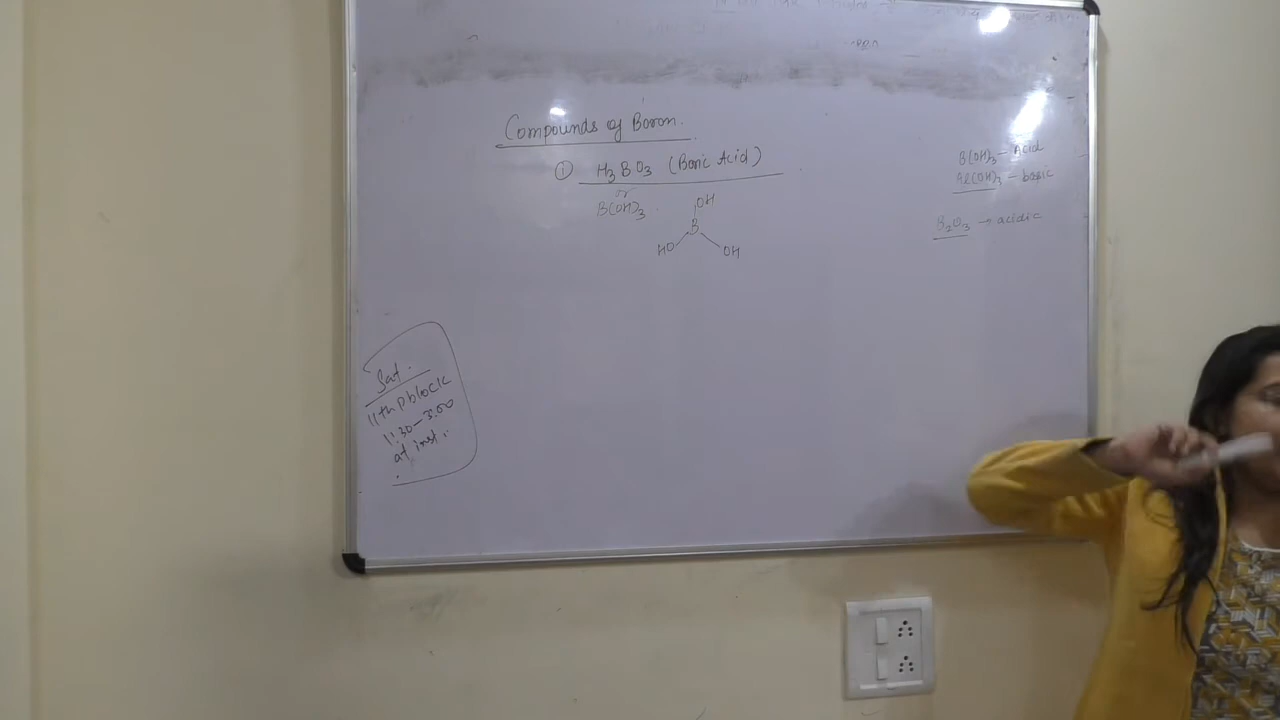 Compounds of Boron.
① H₃BO₃ (Boric Acid)
or
B(OH)₃
OH
B
HO OH
B(OH)₃ — Acid
Al(OH)₃ — basic
B₂O₃ → acidic
Sat.
11th P block
11:30 – 3:00
at inst.